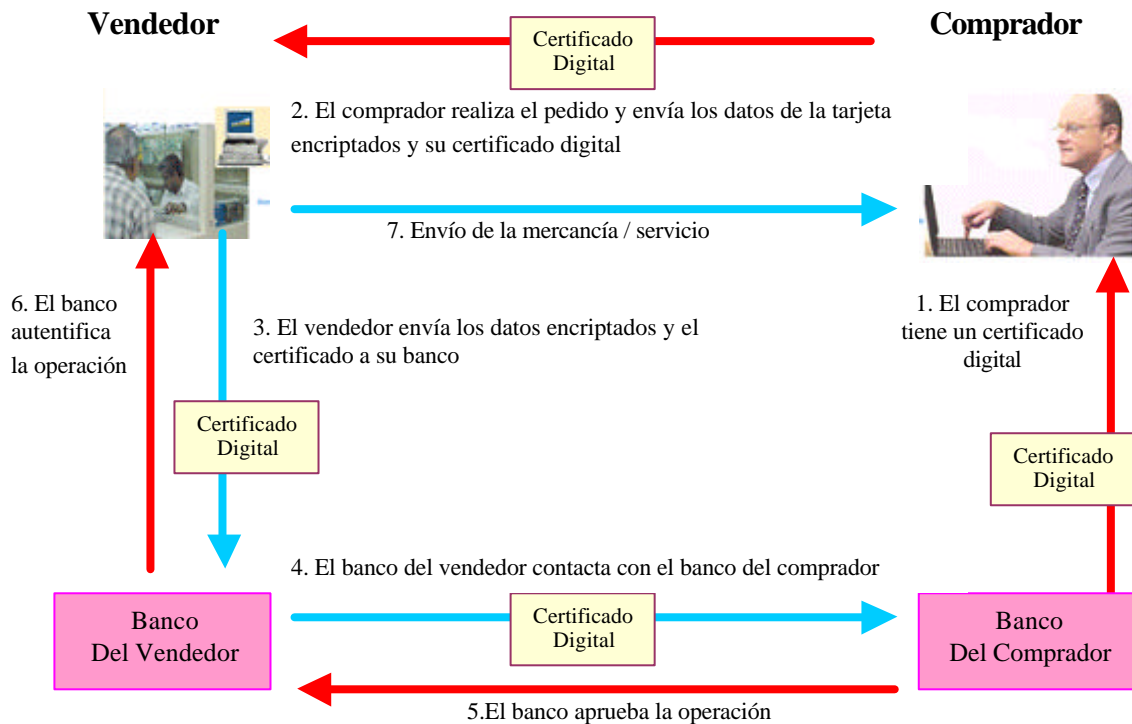 Vendedor
Comprador
Certificado
Digital
2. El comprador realiza el pedido y envía los datos de la tarjeta
encriptados y su certificado digital
7. Envío de la mercancía / servicio
6. El banco
autentifica
la operación
3. El vendedor envía los datos encriptados y el
certificado a su banco
1. El comprador
tiene un certificado
digital
Certificado
Digital
Certificado
Digital
4. El banco del vendedor contacta con el banco del comprador
Banco
Del Vendedor
Certificado
Digital
Banco
Del Comprador
5.El banco aprueba la operación